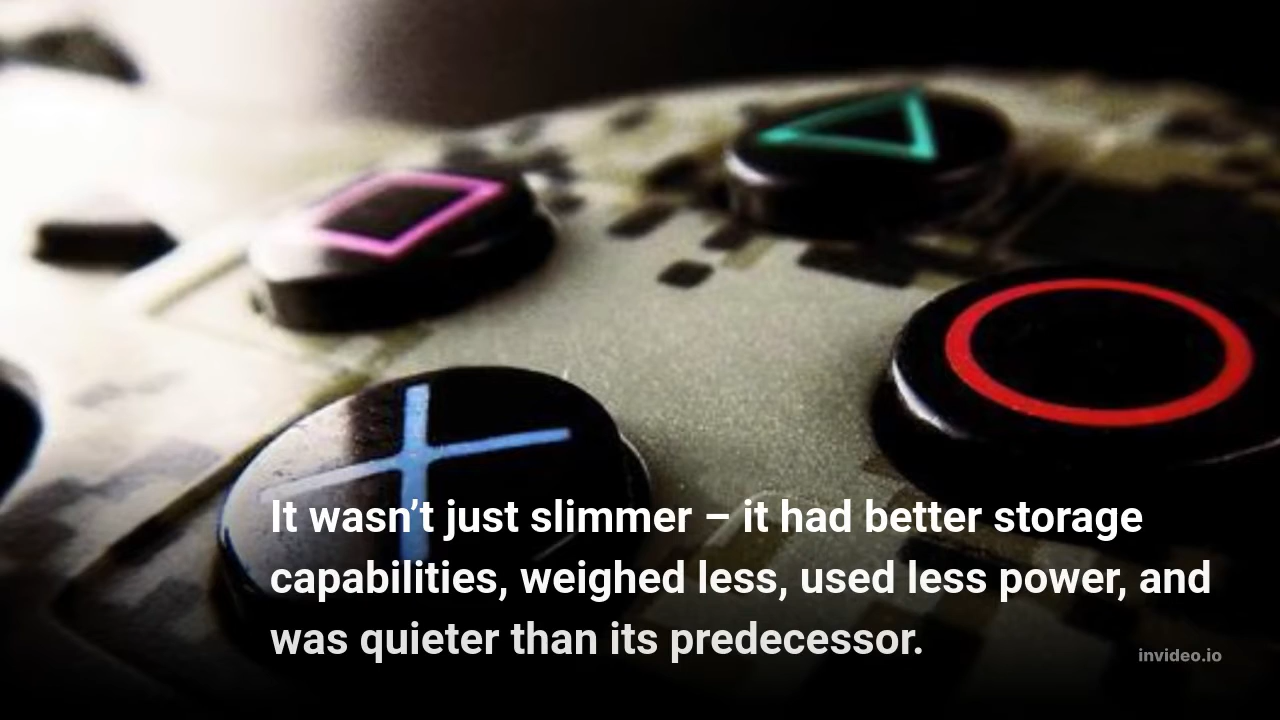 It wasn’t just slimmer – it had better storage
capabilities, weighed less, used less power, and
was quieter than its predecessor.
invideo.io